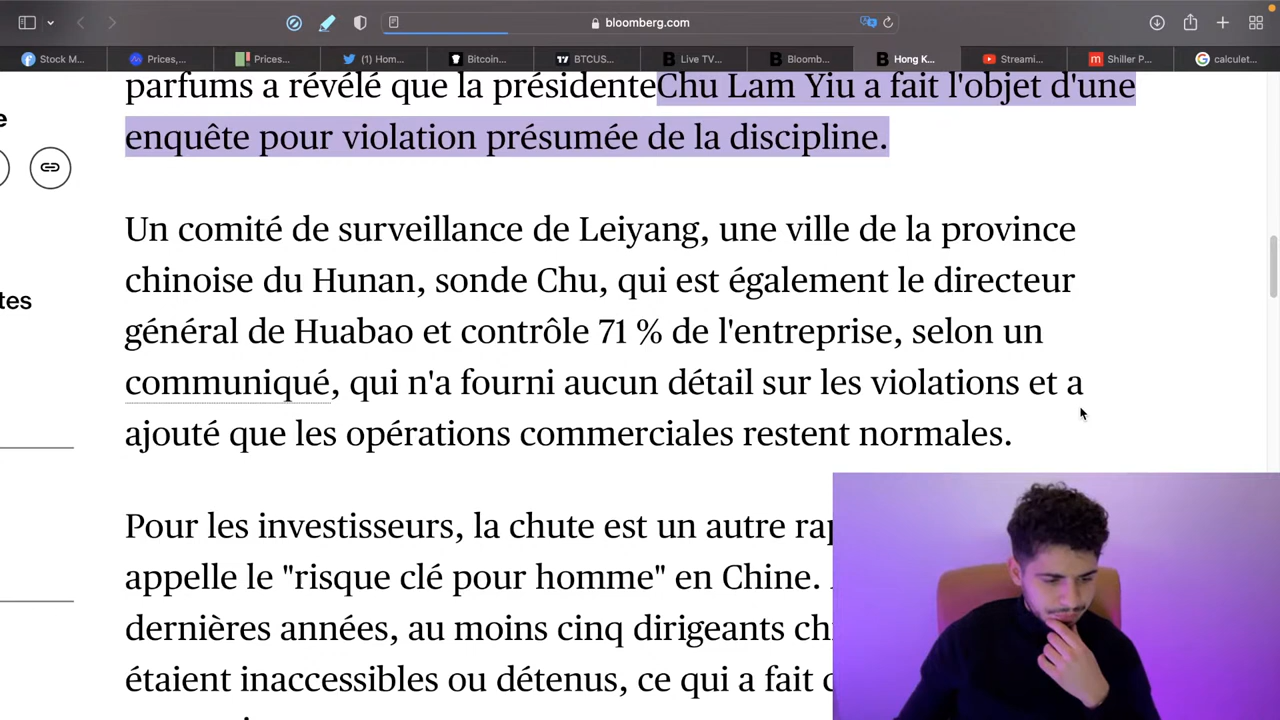 bloomberg.com
Stock M...
Prices,...
Prices...
(1) Hom...
Bitcoin...
BTCUS...
Live TV...
Bloomb...
Hong K...
Streami...
Shiller P...
calculet...
parfums a révélé que la présidenteChu Lam Yiu a fait l'objet d'une
enquête pour violation présumée de la discipline.
e
Un comité de surveillance de Leiyang, une ville de la province
chinoise du Hunan, sonde Chu, qui est également le directeur
tes
général de Huabao et contrôle 71 % de l'entreprise, selon un
communiqué, qui n'a fourni aucun détail sur les violations et a
ajouté que les opérations commerciales restent normales.
Pour les investisseurs, la chute est un autre rap
appelle le "risque clé pour homme" en Chine.
dernières années, au moins cinq dirigeants chi
étaient inaccessibles ou détenus, ce qui a fait